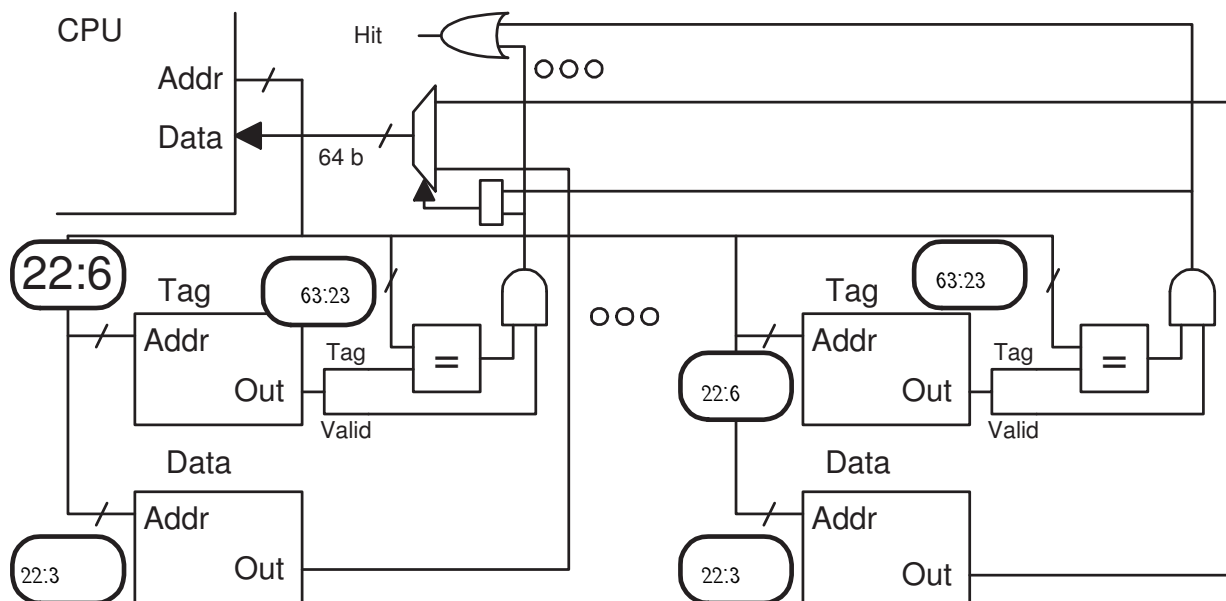 CPU
Hit
Addr
Data
64 b
22:6
63:23
63:23
Tag
Tag
Addr
Addr
Tag
Tag
22:6
Out
Out
Valid
Valid
Data
Data
Addr
Addr
22:3
Out
22:3
Out